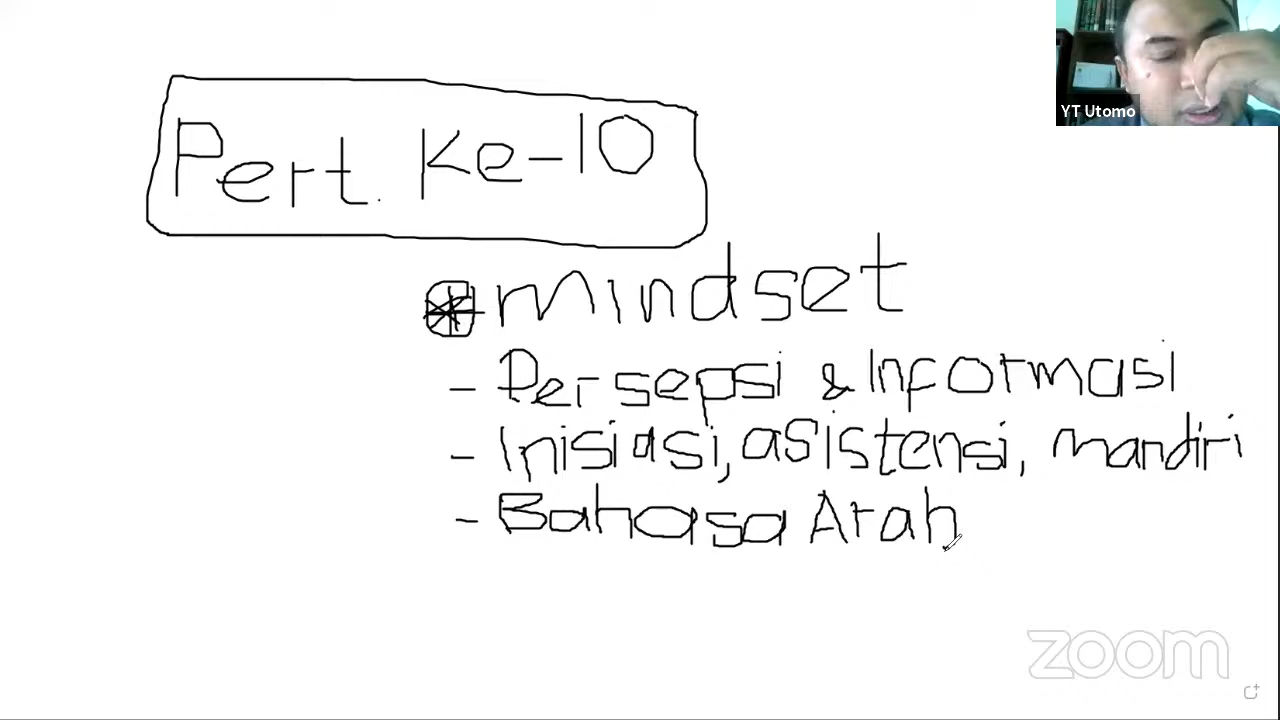 YT Utomo
Pert. Ke-10
mindset
- Persepsi & Informasi
- Inisiasi, asistensi, mandiri
- Bahasa Arah
zoom